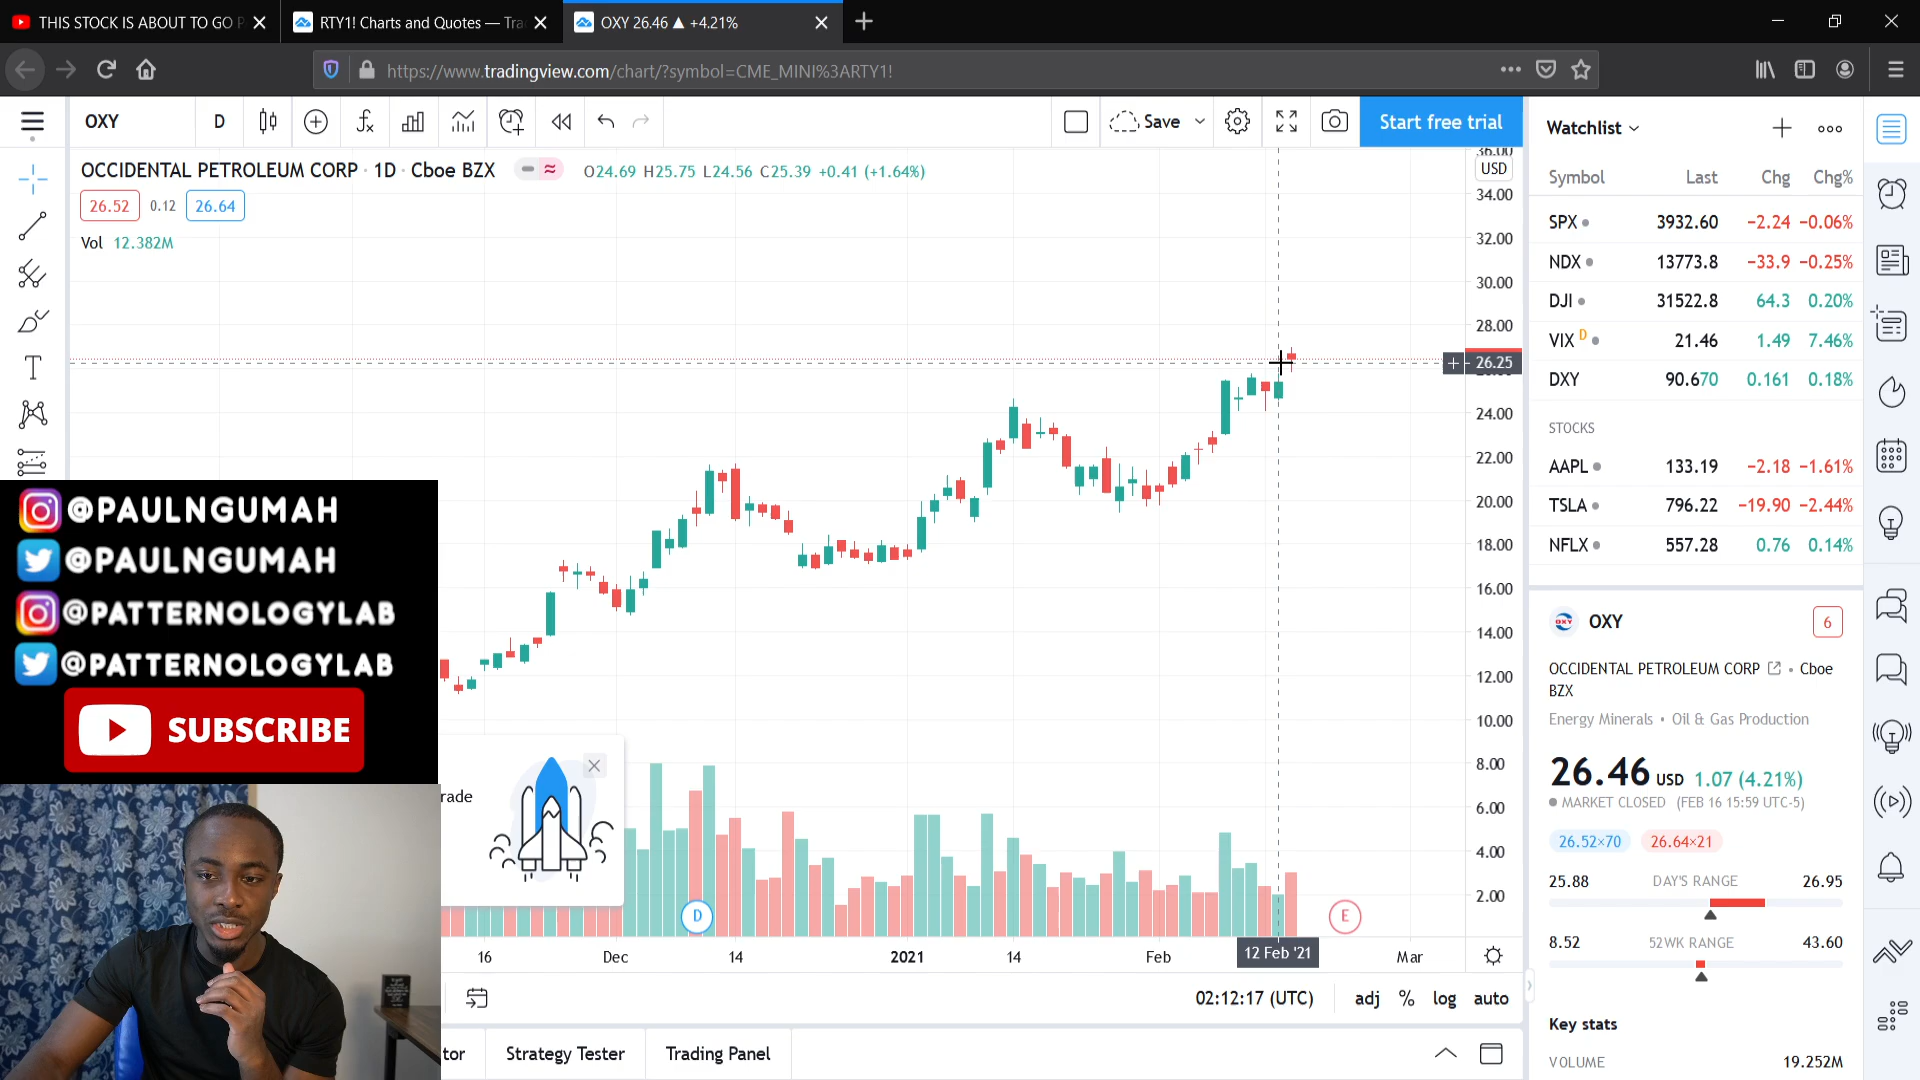 THIS STOCK IS ABOUT TO GO P
RTY1! Charts and Quotes — Tra
OXY 26.46 ▲ +4.21%
https://www.tradingview.com/chart/?symbol=CME_MINI%3ARTY1!
OXY
D
Save
Start free trial
OCCIDENTAL PETROLEUM CORP · 1D · Cboe BZX
O24.69 H25.75 L24.56 C25.39 +0.41 (+1.64%)
26.52
0.12
26.64
Vol 12.382M
36.00
USD
34.00
32.00
30.00
28.00
26.25
24.00
22.00
20.00
18.00
16.00
14.00
12.00
10.00
8.00
6.00
4.00
2.00
@PAULNGUMAH
@PAULNGUMAH
@PATTERNOLOGYLAB
@PATTERNOLOGYLAB
SUBSCRIBE
rade
D
E
16
Dec
14
2021
14
Feb
12 Feb '21
Mar
02:12:17 (UTC)
adj
%
log
auto
tor
Strategy Tester
Trading Panel
Watchlist
Symbol Last Chg Chg%
SPX 3932.60 −2.24 −0.06%
NDX 13773.8 −33.9 −0.25%
DJI 31522.8 64.3 0.20%
VIX D 21.46 1.49 7.46%
DXY 90.670 0.161 0.18%
STOCKS
AAPL 133.19 −2.18 −1.61%
TSLA 796.22 −19.90 −2.44%
NFLX 557.28 0.76 0.14%
OXY OXY
6
OCCIDENTAL PETROLEUM CORP • Cboe
BZX
Energy Minerals • Oil & Gas Production
26.46 USD 1.07 (4.21%)
MARKET CLOSED (FEB 16 15:59 UTC-5)
26.52×70 26.64×21
25.88 DAY'S RANGE 26.95
8.52 52WK RANGE 43.60
Key stats
VOLUME 19.252M